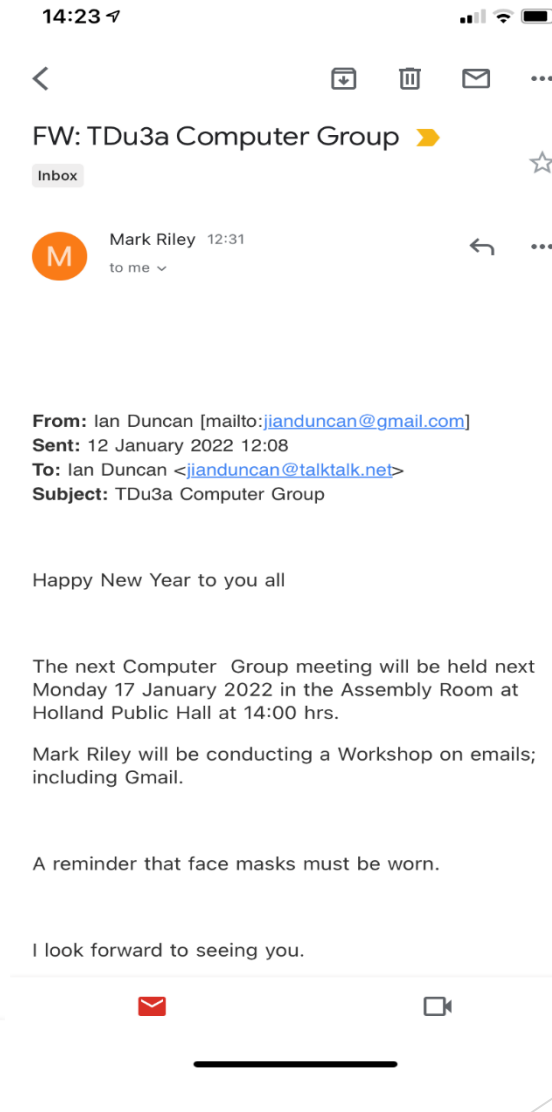 14:23
FW: TDu3a Computer Group
Inbox
M
Mark Riley 12:31
to me
From: Ian Duncan [mailto:jianduncan@gmail.com]
Sent: 12 January 2022 12:08
To: Ian Duncan <jianduncan@talktalk.net>
Subject: TDu3a Computer Group
Happy New Year to you all
The next Computer  Group meeting will be held next
Monday 17 January 2022 in the Assembly Room at
Holland Public Hall at 14:00 hrs.
Mark Riley will be conducting a Workshop on emails;
including Gmail.
A reminder that face masks must be worn.
I look forward to seeing you.